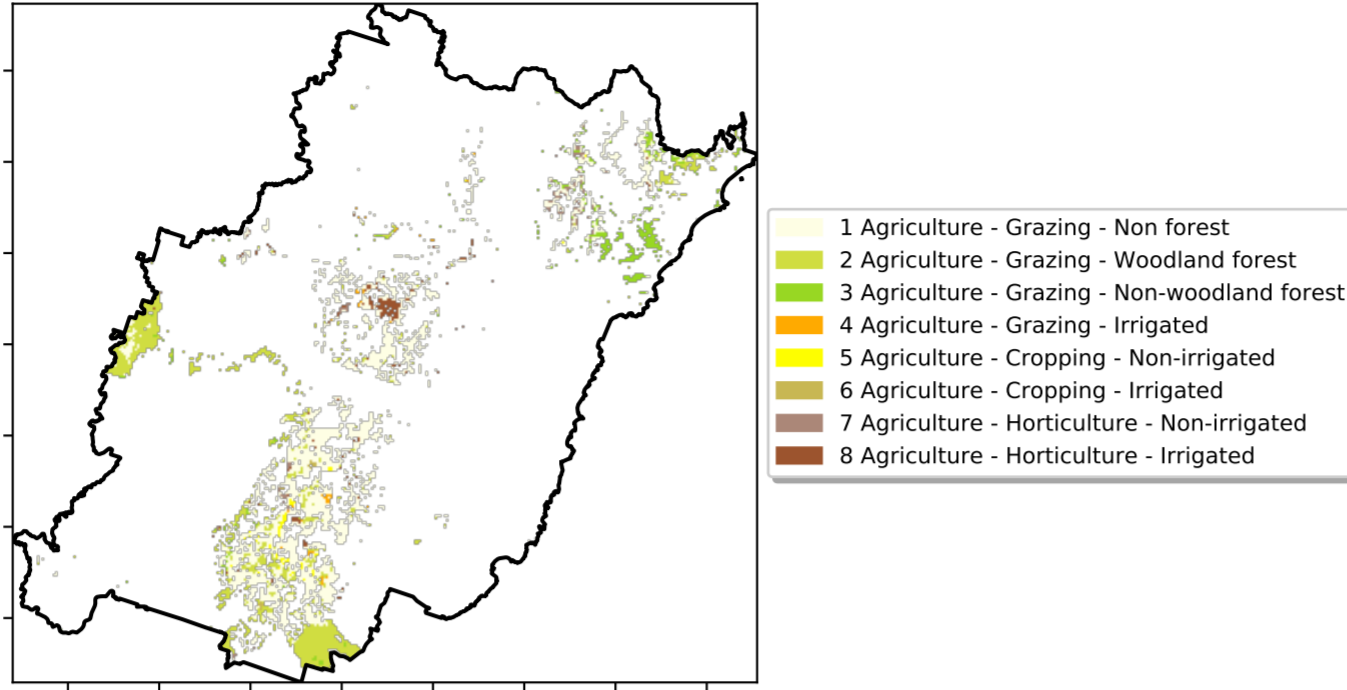 1 Agriculture - Grazing - Non forest
2 Agriculture - Grazing - Woodland forest
3 Agriculture - Grazing - Non-woodland forest
4 Agriculture - Grazing - Irrigated
5 Agriculture - Cropping - Non-irrigated
6 Agriculture - Cropping - Irrigated
7 Agriculture - Horticulture - Non-irrigated
8 Agriculture - Horticulture - Irrigated